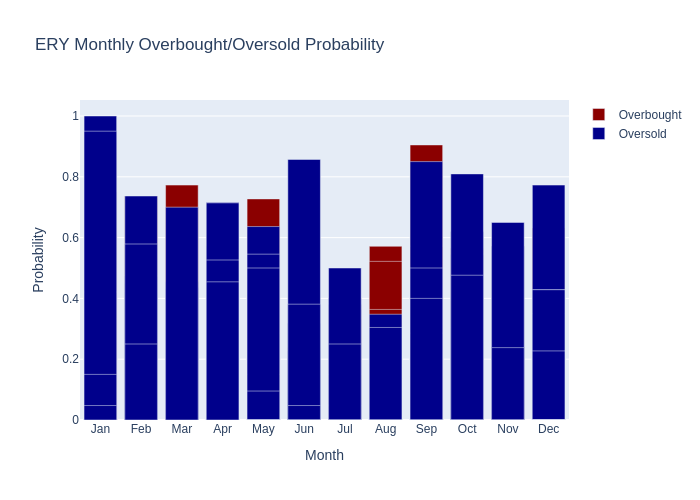 ERY Monthly Overbought/Oversold Probability
Overbought
Oversold
Probability
1
0.8
0.6
0.4
0.2
0
Jan Feb Mar Apr May Jun Jul Aug Sep Oct Nov Dec
Month